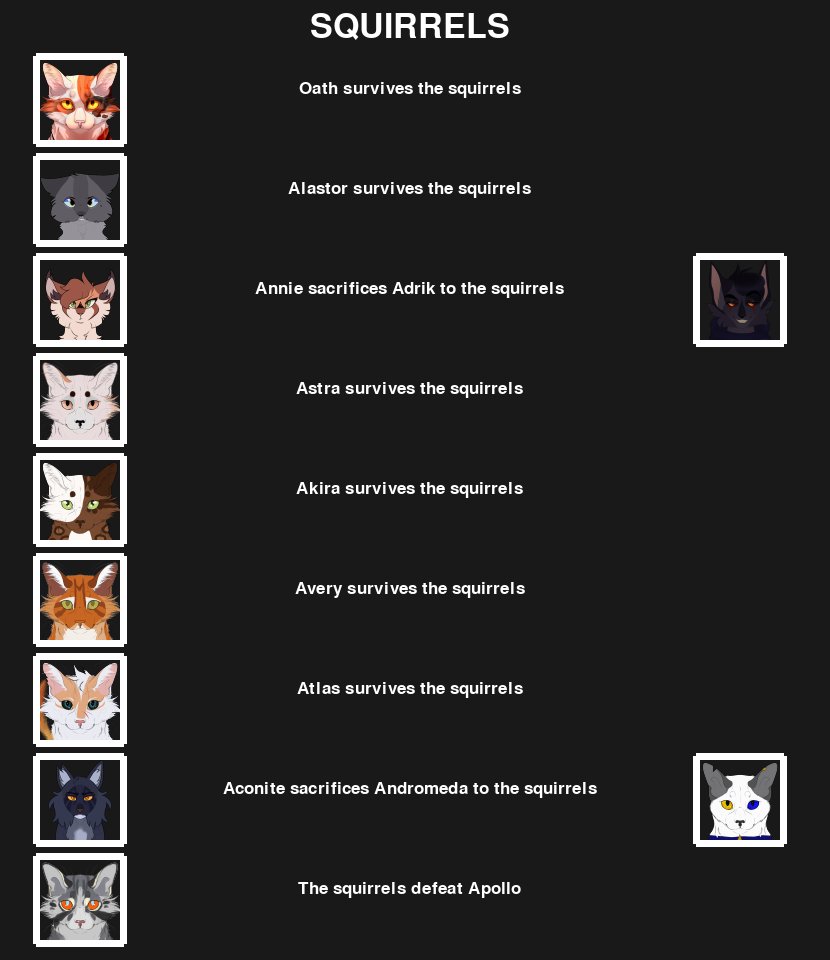 SQUIRRELS
Oath survives the squirrels
Alastor survives the squirrels
Annie sacrifices Adrik to the squirrels
Astra survives the squirrels
Akira survives the squirrels
Avery survives the squirrels
Atlas survives the squirrels
Aconite sacrifices Andromeda to the squirrels
The squirrels defeat Apollo